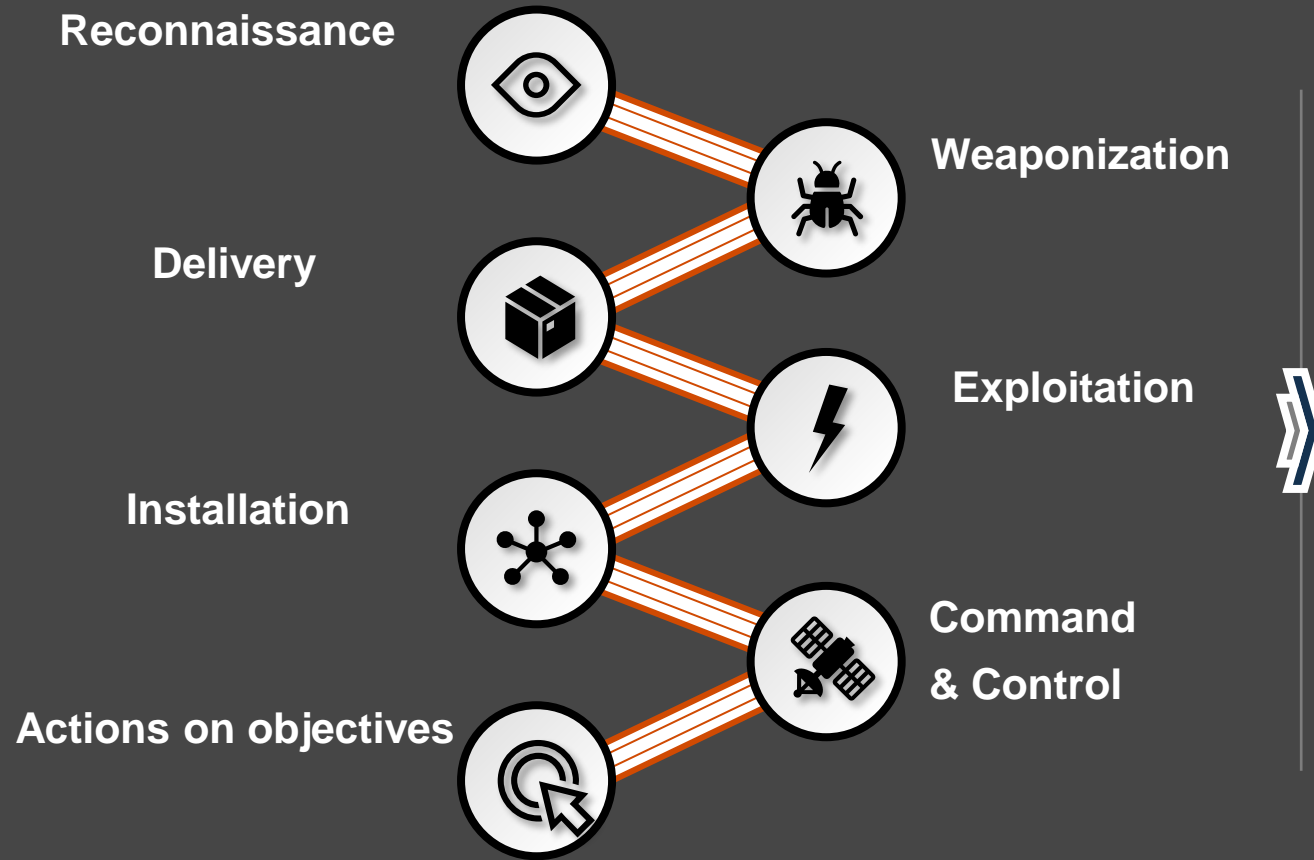 Reconnaissance
Weaponization
Delivery
Exploitation
Installation
Command
& Control
Actions on objectives